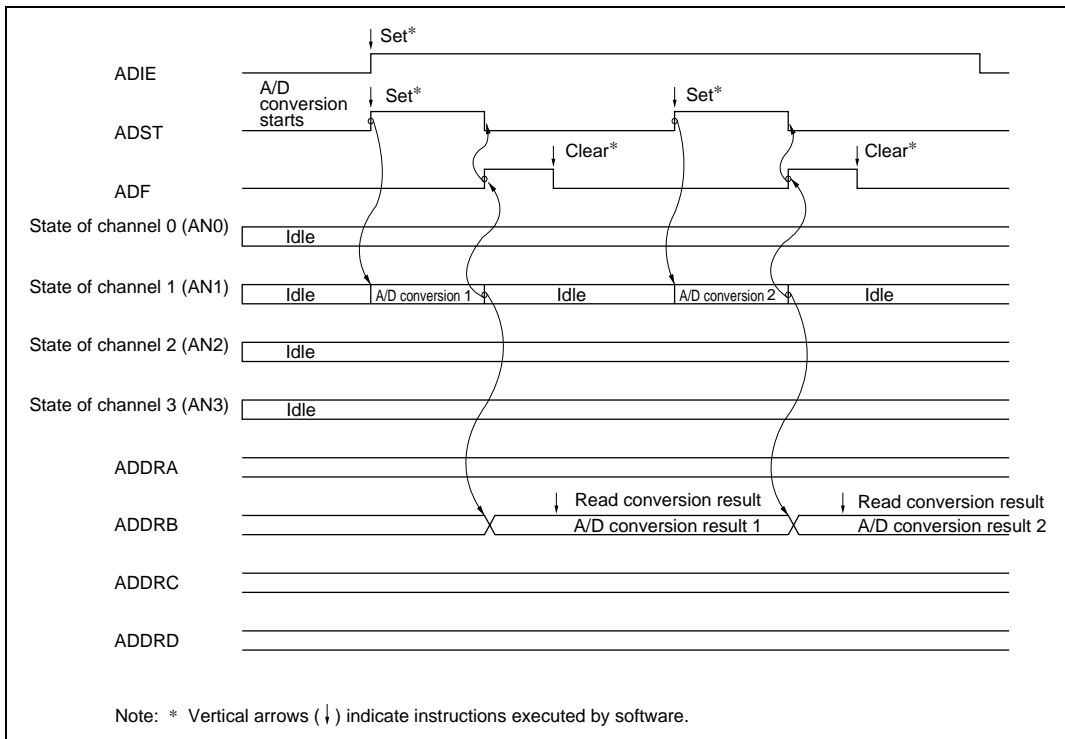 Set*
ADIE
A/D
conversion
starts
Set*
Set*
ADST
Clear*
Clear*
ADF
State of channel 0 (AN0)
Idle
State of channel 1 (AN1)
Idle
A/D conversion 1
Idle
A/D conversion 2
Idle
State of channel 2 (AN2)
Idle
State of channel 3 (AN3)
Idle
ADDRA
Read conversion result
Read conversion result
ADDRB
A/D conversion result 1
A/D conversion result 2
ADDRC
ADDRD
Note: * Vertical arrows (↓) indicate instructions executed by software.